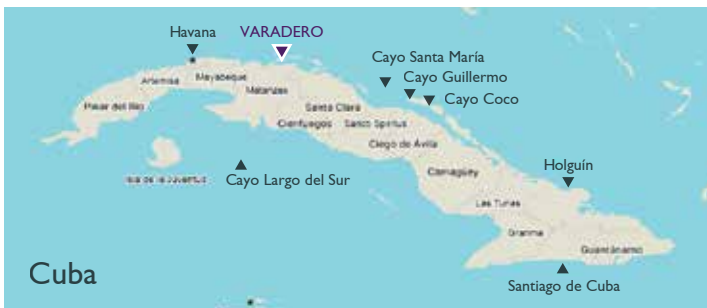 Havana
VARADERO
Cayo Santa María
Cayo Guillermo
Cayo Coco
Artemisa
Mayabeque
Matanzas
Pinar del Río
Santa Clara
Cienfuegos
Sancti Spíritus
Ciego de Ávila
Isla de la Juventud
Cayo Largo del Sur
Camagüey
Holguín
Las Tunas
Granma
Guantánamo
Cuba
Santiago de Cuba